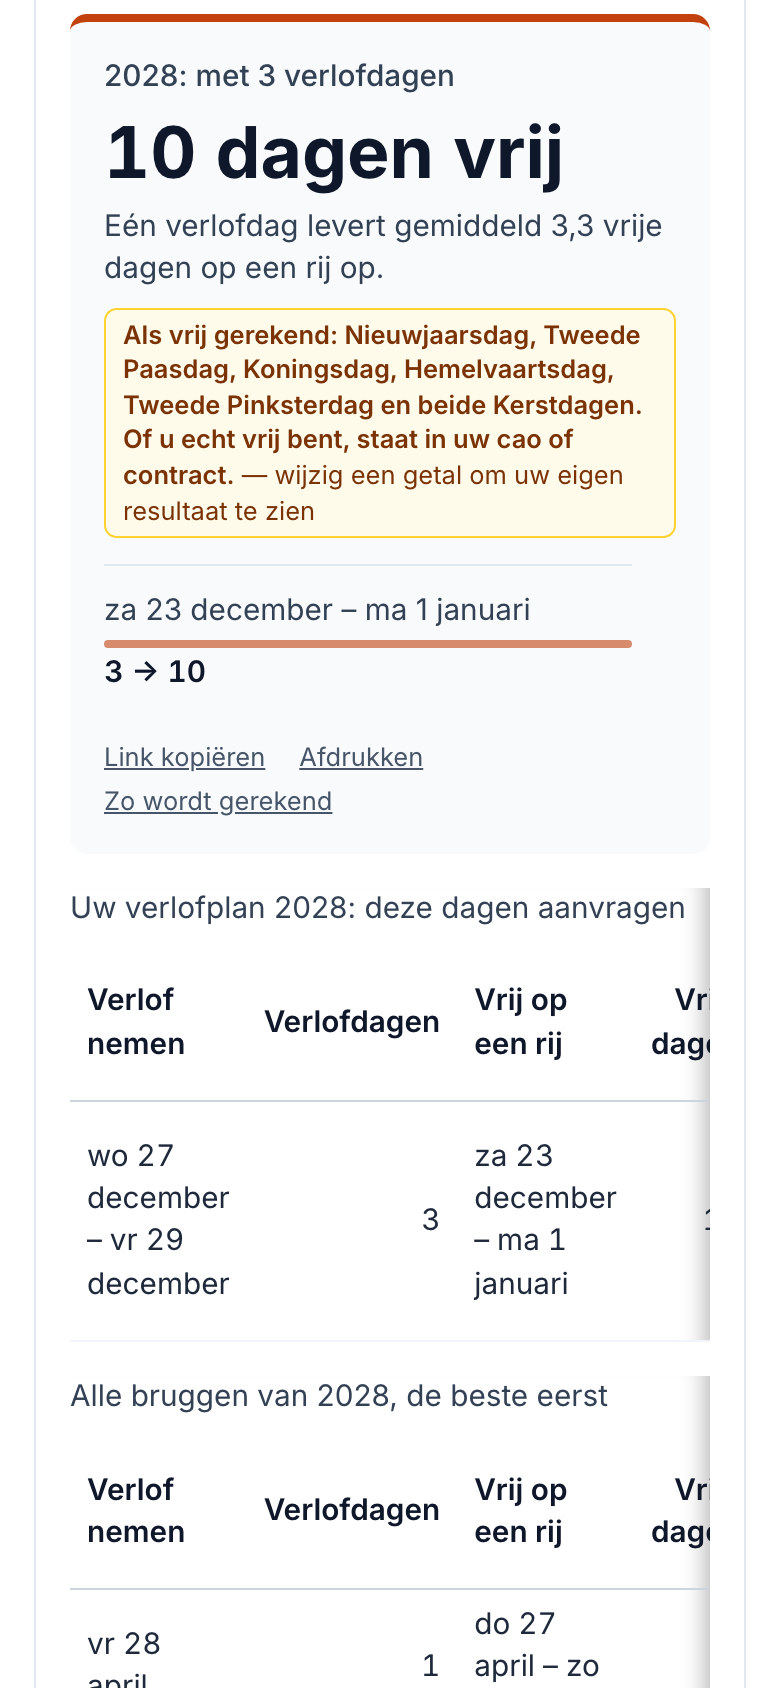 2028: met 3 verlofdagen
10 dagen vrij
Eén verlofdag levert gemiddeld 3,3 vrije
dagen op een rij op.
Als vrij gerekend: Nieuwjaarsdag, Tweede
Paasdag, Koningsdag, Hemelvaartsdag,
Tweede Pinksterdag en beide Kerstdagen.
Of u echt vrij bent, staat in uw cao of
contract. — wijzig een getal om uw eigen
resultaat te zien
za 23 december – ma 1 januari
3 → 10
Link kopiëren Afdrukken
Zo wordt gerekend
Uw verlofplan 2028: deze dagen aanvragen
Verlof
nemen
Verlofdagen
Vrij op
een rij
wo 27
december
– vr 29
december
3
za 23
december
– ma 1
januari
Alle bruggen van 2028, de beste eerst
Verlof
nemen
Verlofdagen
Vrij op
een rij
vr 28
april
1
do 27
april – zo